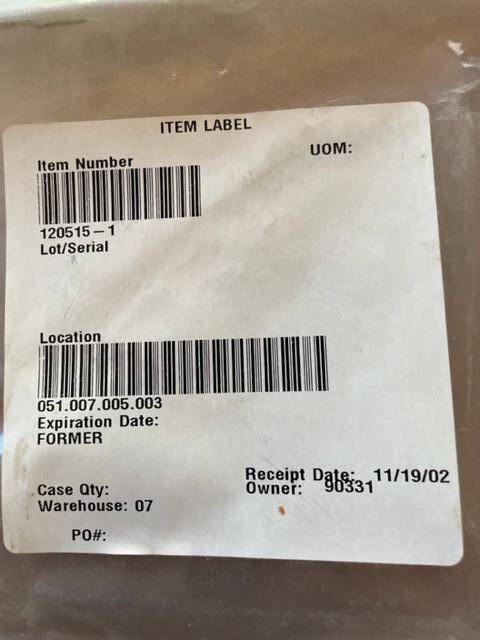 ITEM LABEL
UOM:
Item Number
120515-1
Lot/Serial
Location
051.007.005.003
Expiration Date:
FORMER
Receipt Date: 11/19/02
Case Qty:
Owner: 90331
Warehouse: 07
PO#: